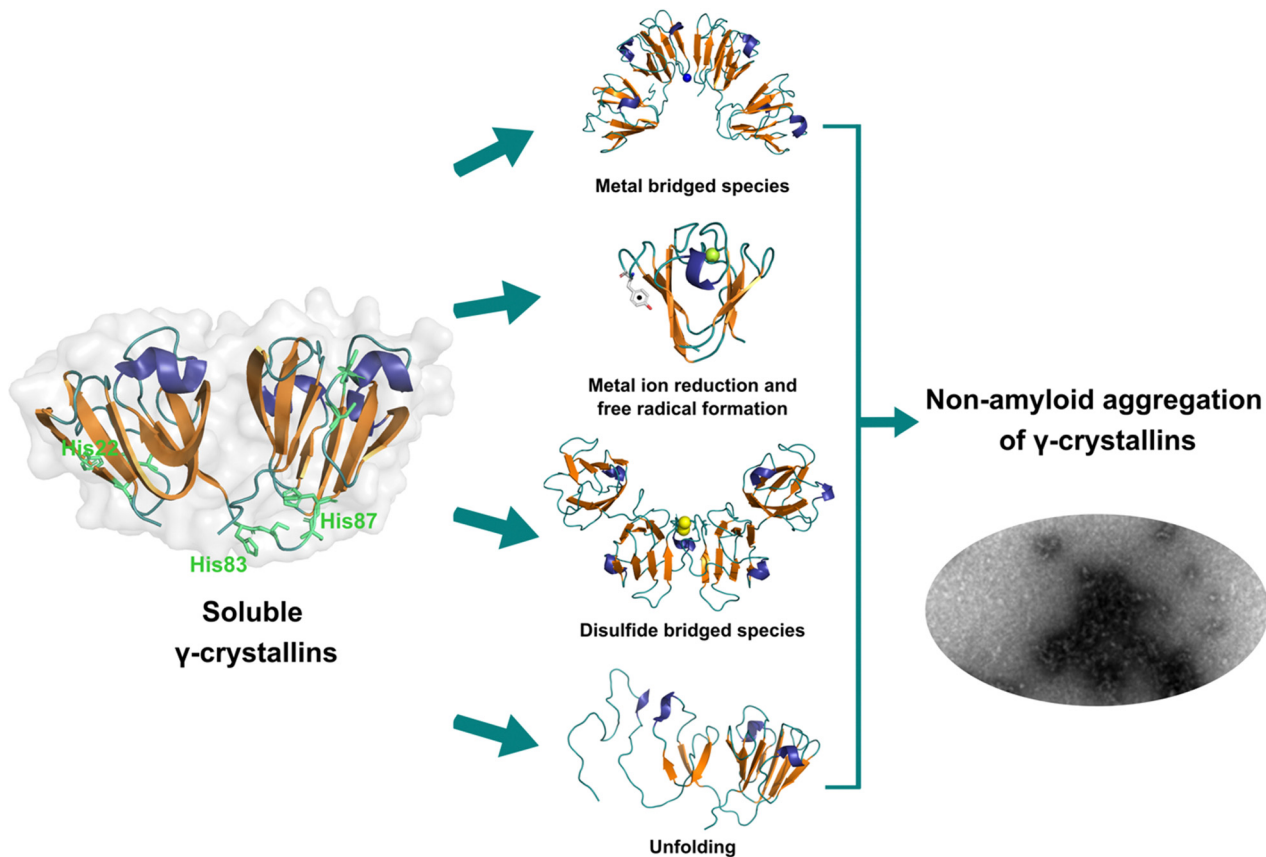 His22
His87
His83
Soluble
γ-crystallins
Metal bridged species
Metal ion reduction and
free radical formation
Disulfide bridged species
Unfolding
Non-amyloid aggregation
of γ-crystallins